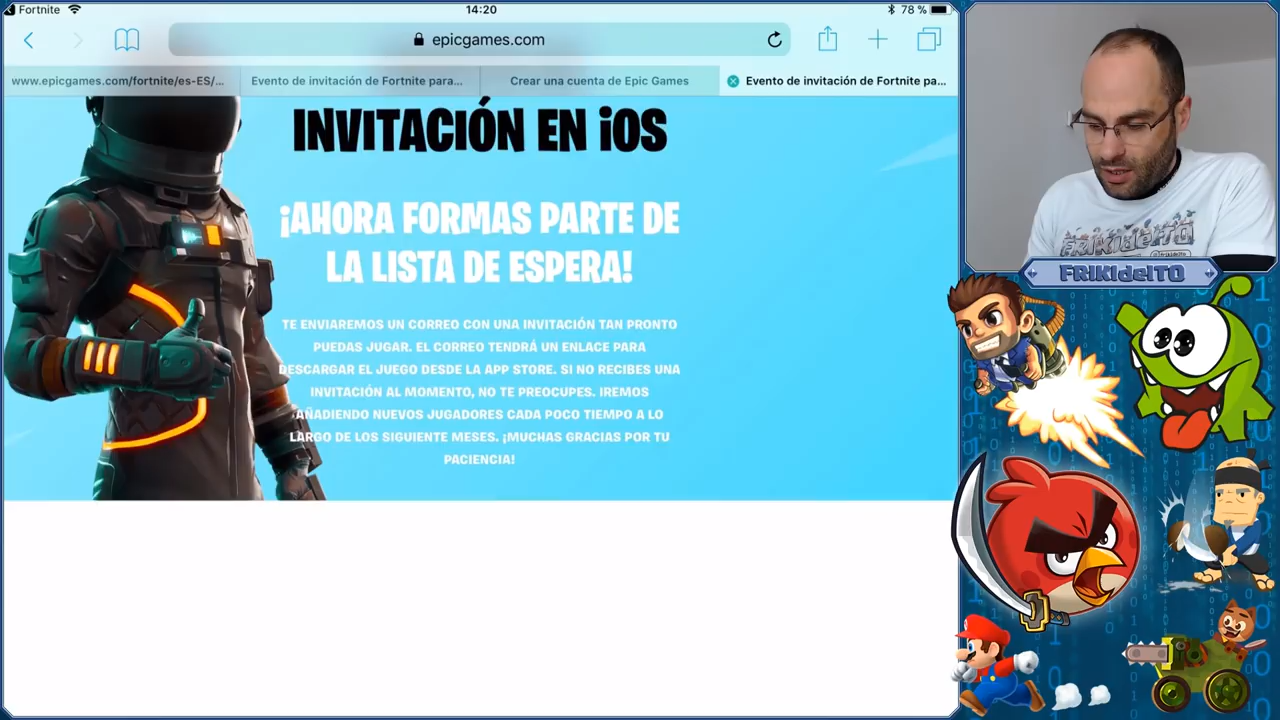 Fortnite
14:20
78 %
epicgames.com
www.epicgames.com/fortnite/es-ES/...
Evento de invitación de Fortnite para...
Crear una cuenta de Epic Games
Evento de invitación de Fortnite pa...
INVITACIÓN EN iOS
¡AHORA FORMAS PARTE DE
LA LISTA DE ESPERA!
TE ENVIAREMOS UN CORREO CON UNA INVITACIÓN TAN PRONTO
PUEDAS JUGAR. EL CORREO TENDRÁ UN ENLACE PARA
DESCARGAR EL JUEGO DESDE LA APP STORE. SI NO RECIBES UNA
INVITACIÓN AL MOMENTO, NO TE PREOCUPES. IREMOS
AÑADIENDO NUEVOS JUGADORES CADA POCO TIEMPO A LO
LARGO DE LOS SIGUIENTE MESES. ¡MUCHAS GRACIAS POR TU
PACIENCIA!
FRIKIdelTO
FRIKIdelTO